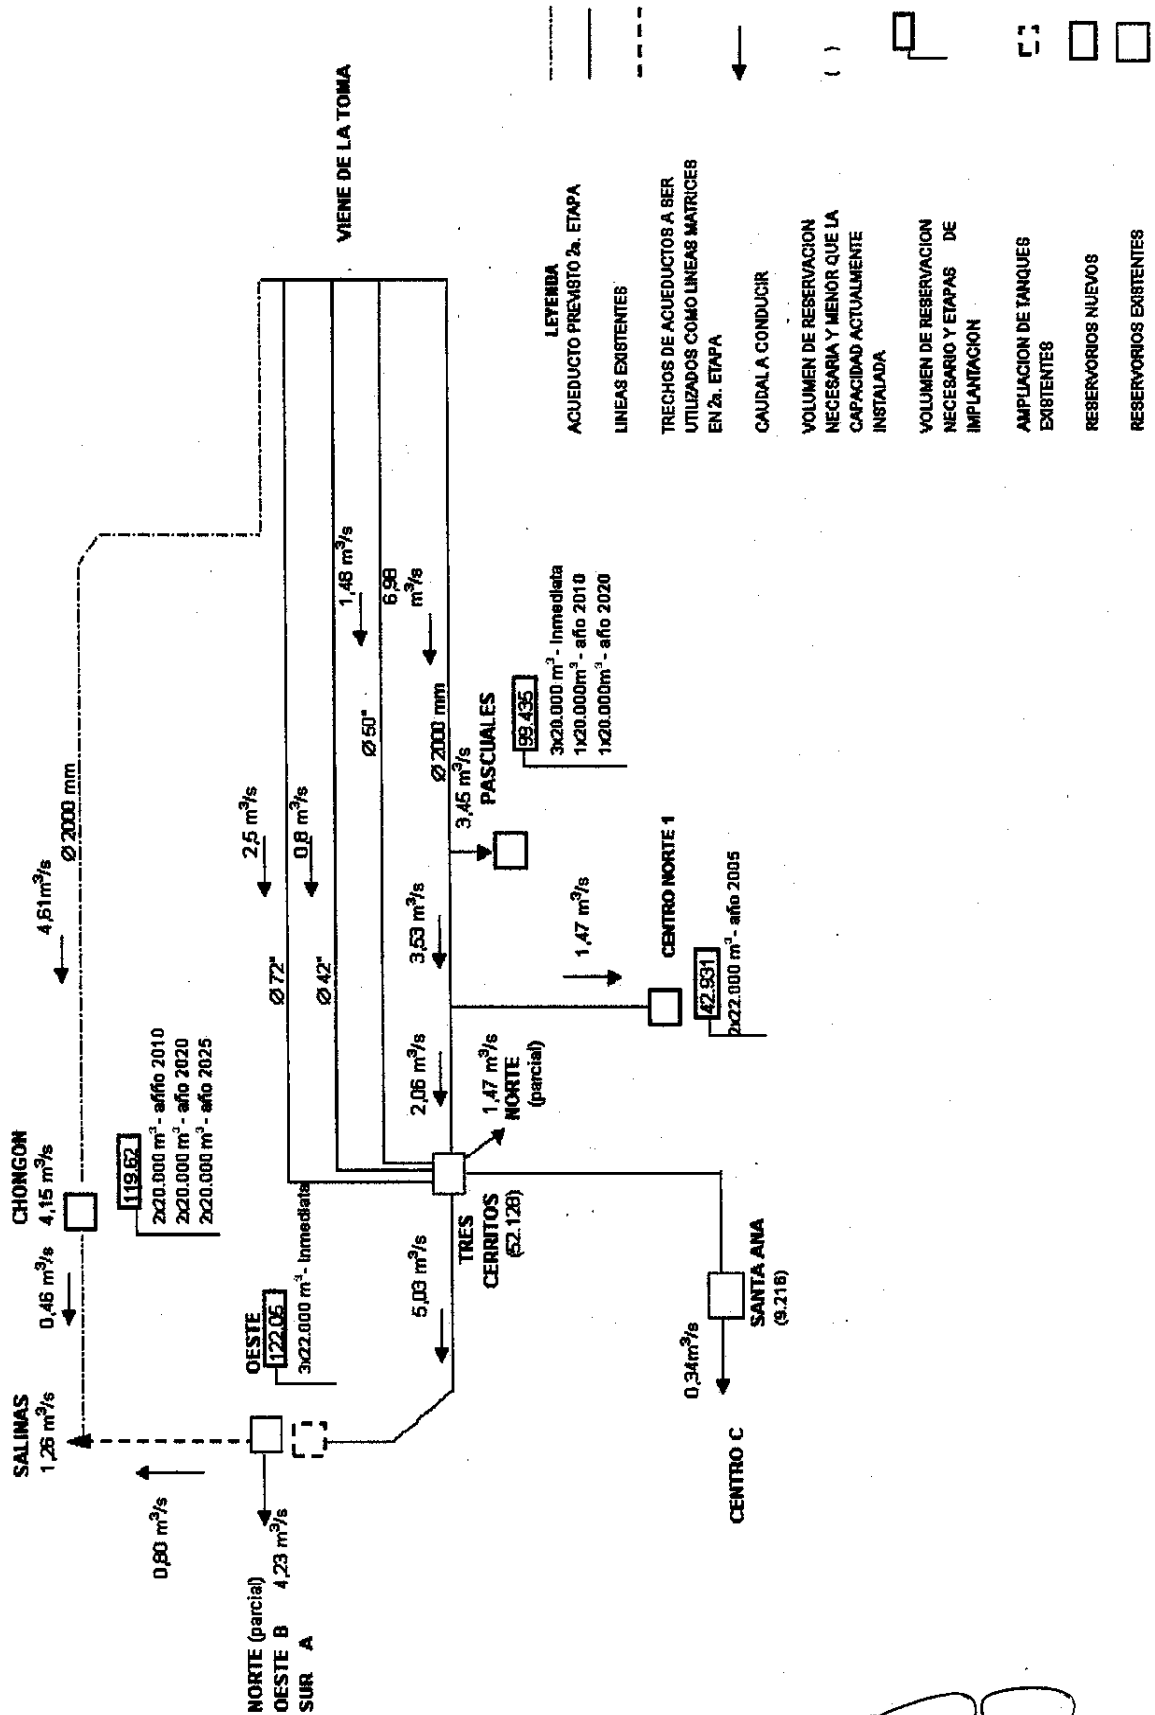 SALINAS
1,26 m³/s
0,46 m³/s
CHONGON
4,15 m³/s
119.62
2x20.000 m³ - añño 2010
2x20.000 m³ - año 2020
2x20.000 m³ - año 2025
4,61m³/s
Ø 2000 mm
0,80 m³/s
NORTE (parcial)
OESTE B 4,23 m³/s
SUR A
OESTE
122.05
3x22.000 m³ - Inmediata
5,03 m³/s
TRES
CERRITOS
(52.128)
Ø 72"
2,5 m³/s
Ø 42"
0,8 m³/s
1,48 m³/s
Ø 50"
6,98
m³/s
Ø 2000 mm
2,06 m³/s
3,53 m³/s
3,45 m³/s
PASCUALES
99.435
3x20.000 m³ - Inmediata
1x20.000m³ - año 2010
1x20.000m³ - año 2020
1,47 m³/s
NORTE
(parcial)
1,47 m³/s
CENTRO NORTE 1
42.931
2x22.000 m³ - año 2005
SANTA ANA
(9.216)
0,34m³/s
CENTRO C
VIENE DE LA TOMA
LEYENDA
ACUEDUCTO PREVISTO 2a. ETAPA
LINEAS EXISTENTES
TRECHOS DE ACUEDUCTOS A SER
UTILIZADOS COMO LINEAS MATRICES
EN 2a. ETAPA
CAUDAL A CONDUCIR
VOLUMEN DE RESERVACION
NECESARIA Y MENOR QUE LA
CAPACIDAD ACTUALMENTE
INSTALADA
( )
VOLUMEN DE RESERVACION
NECESARIO Y ETAPAS DE
IMPLANTACION
AMPLIACION DE TANQUES
EXISTENTES
RESERVORIOS NUEVOS
RESERVORIOS EXISTENTES